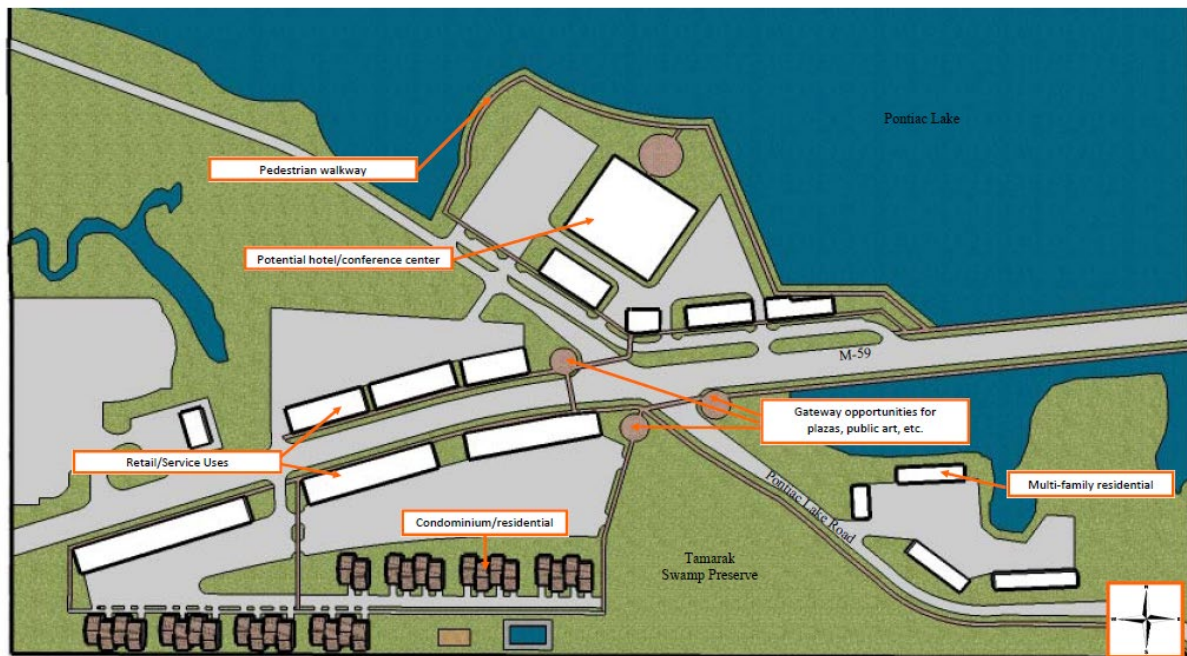 Pontiac Lake
Pedestrian walkway
Potential hotel/conference center
M-59
Gateway opportunities for
plazas, public art, etc.
Retail/Service Uses
Multi-family residential
Pontiac Lake Road
Condominium/residential
Tamarak
Swamp Preserve